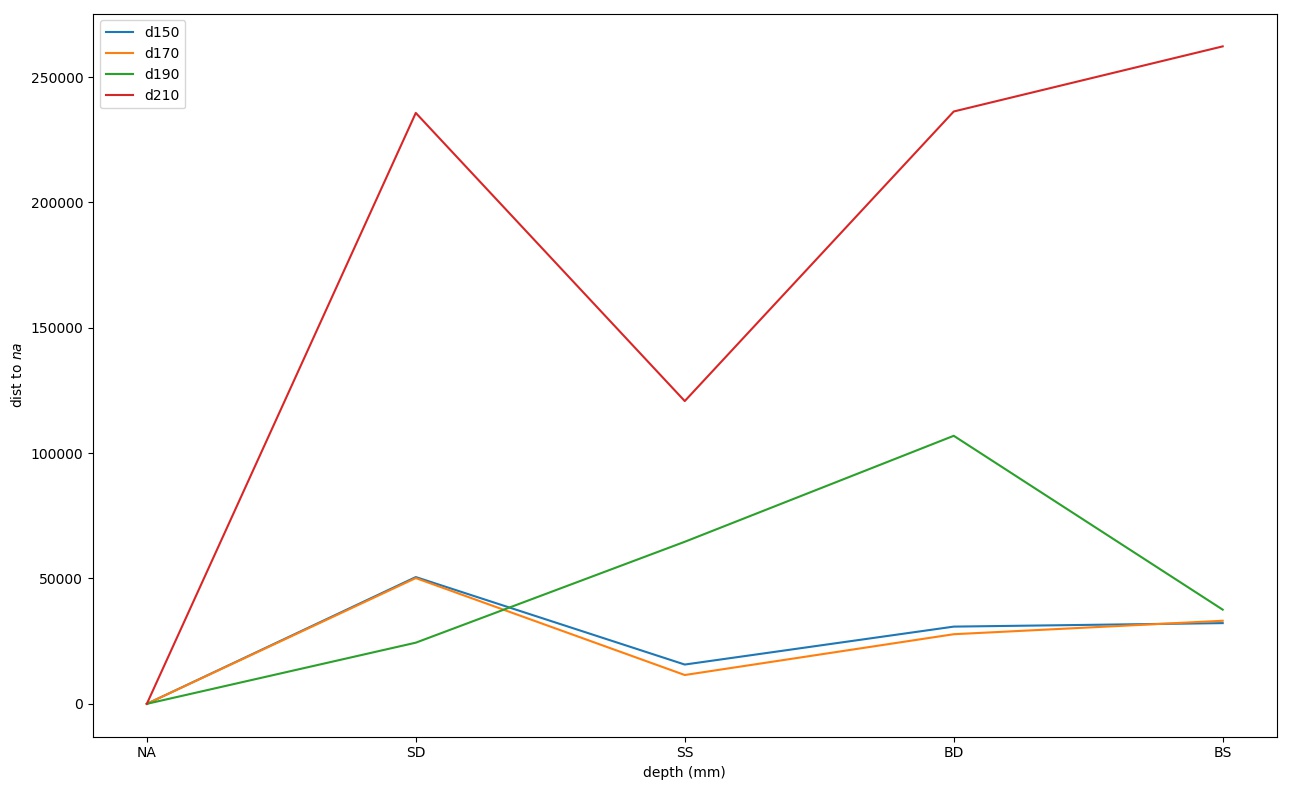 d150
d170
d190
d210
250000
200000
150000
100000
50000
0
dist to na
NA SD SS BD BS
depth (mm)